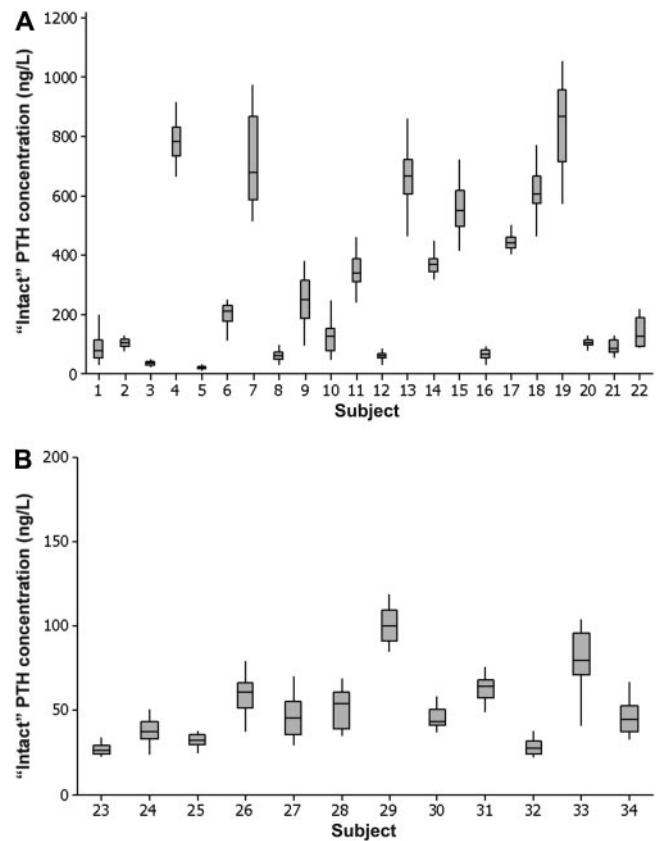 A
"Intact" PTH concentration (ng/L)
1200
1000
800
600
400
200
0
1 2 3 4 5 6 7 8 9 10 11 12 13 14 15 16 17 18 19 20 21 22
Subject
B
"Intact" PTH concentration (ng/L)
200
150
100
50
0
23 24 25 26 27 28 29 30 31 32 33 34
Subject